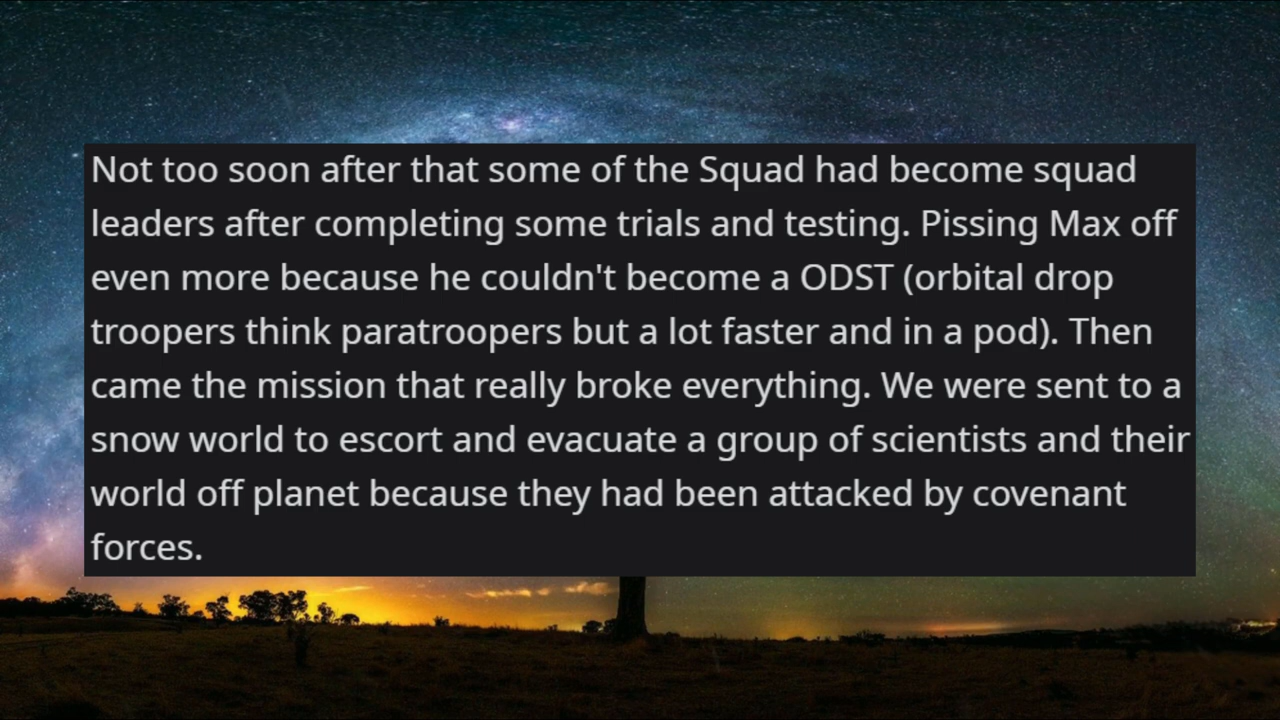 Not too soon after that some of the Squad had become squad
leaders after completing some trials and testing. Pissing Max off
even more because he couldn't become a ODST (orbital drop
troopers think paratroopers but a lot faster and in a pod). Then
came the mission that really broke everything. We were sent to a
snow world to escort and evacuate a group of scientists and their
world off planet because they had been attacked by covenant
forces.